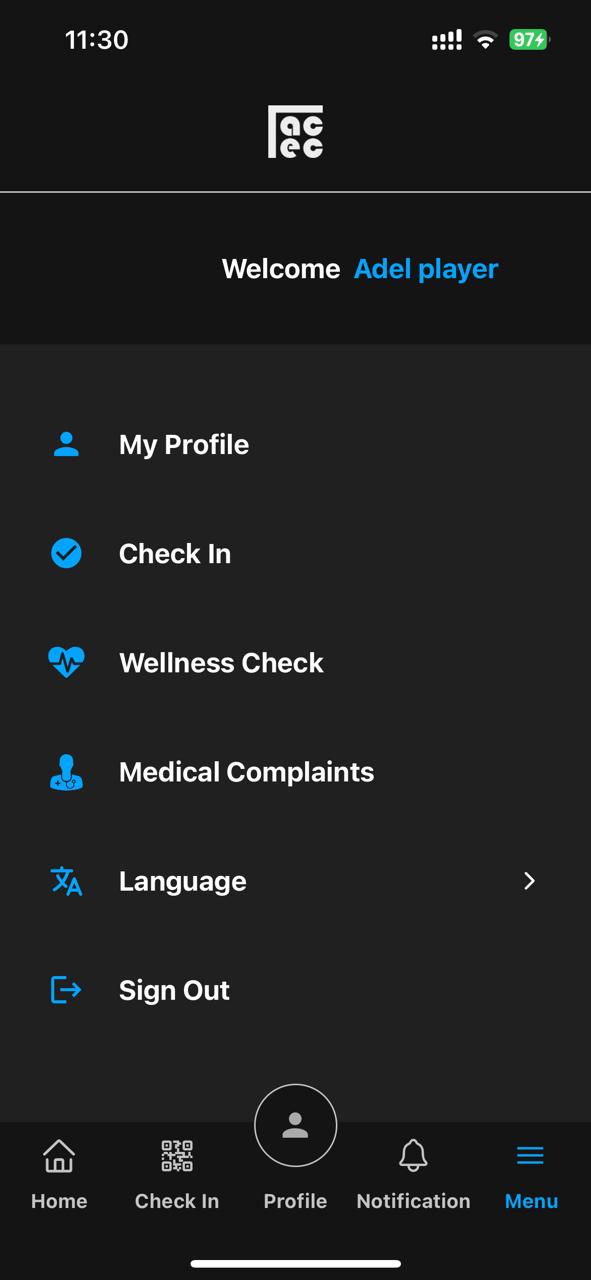 11:30
97
ac
ec
Welcome Adel player
My Profile
Check In
Wellness Check
Medical Complaints
Language
Sign Out
Home
Check In
Profile
Notification
Menu